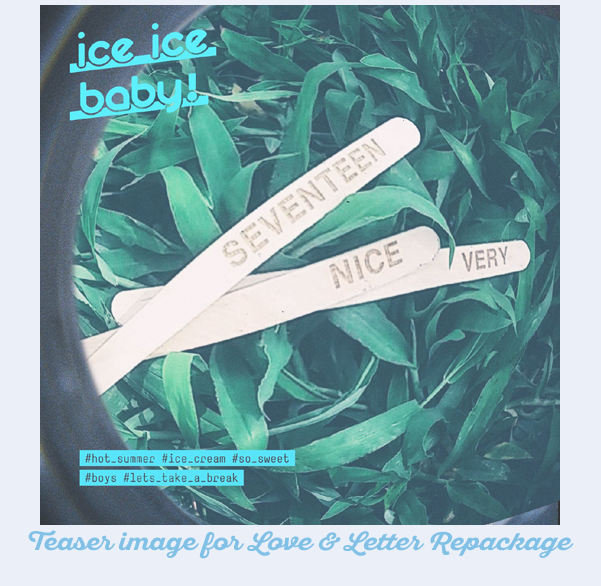 ice ice
baby!
SEVENTEEN
NICE
VERY
#hot_summer #ice_cream #so_sweet
#boys #lets_take_a_break
Teaser image for Love & Letter Repackage